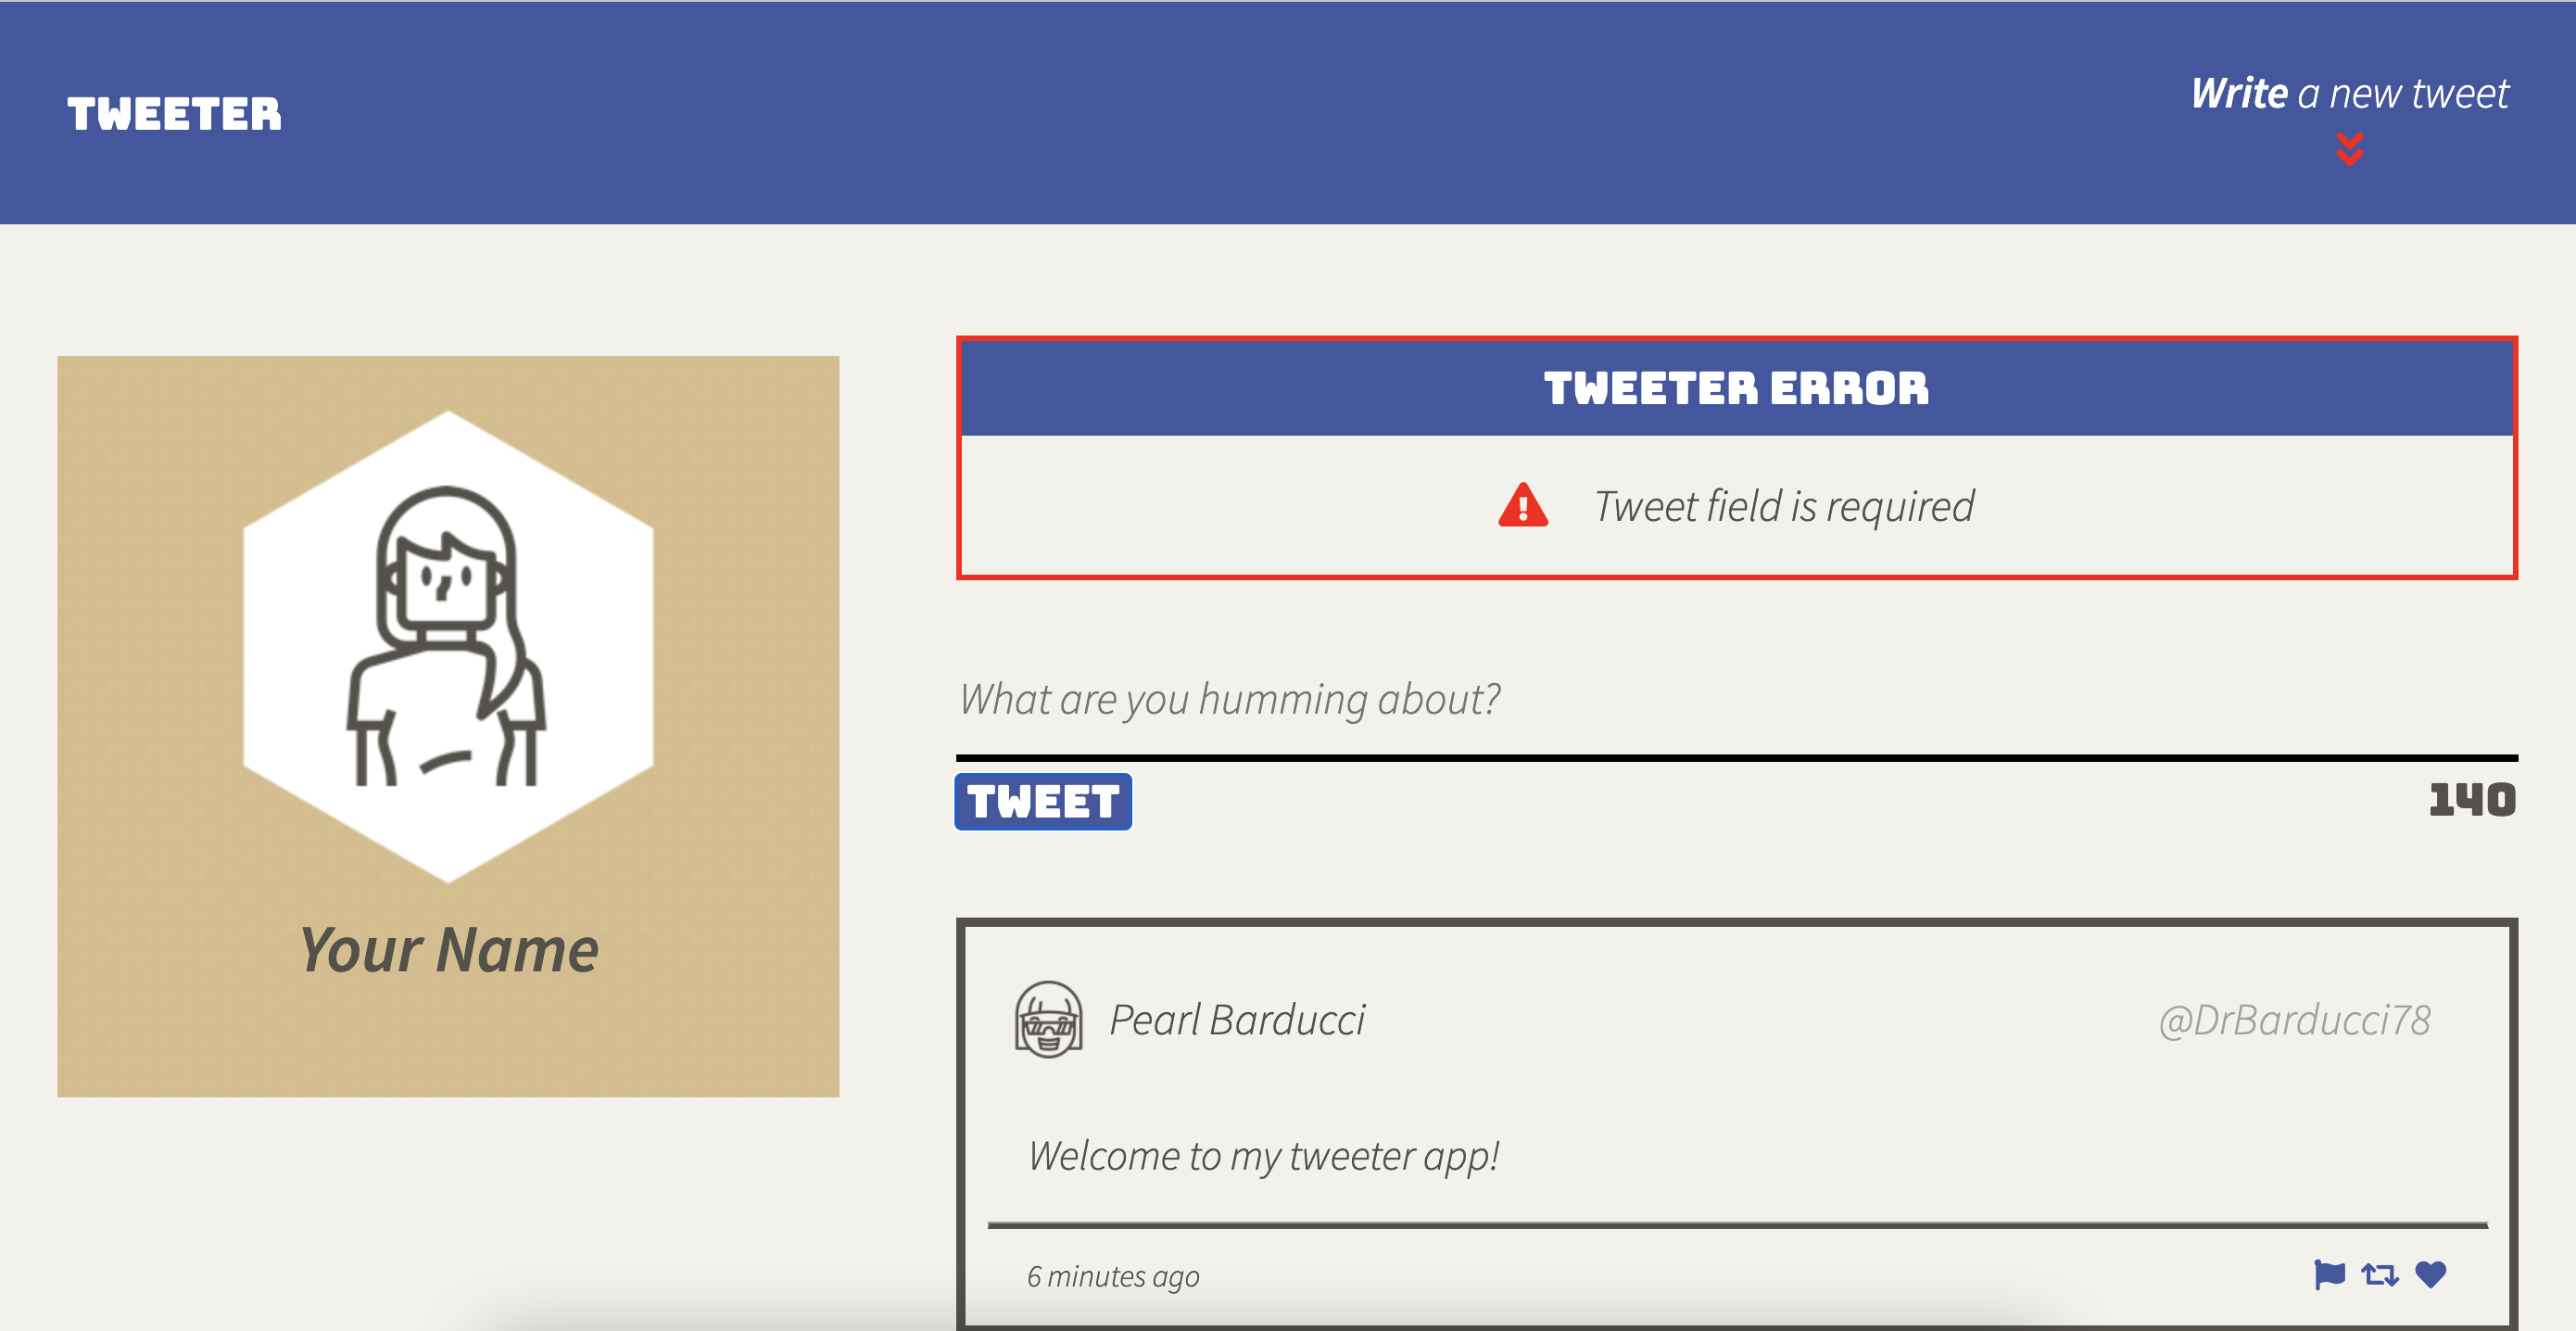 TWEETER
Write a new tweet
TWEETER ERROR
Tweet field is required
What are you humming about?
TWEET
140
Your Name
Pearl Barducci
@DrBarducci78
Welcome to my tweeter app!
6 minutes ago